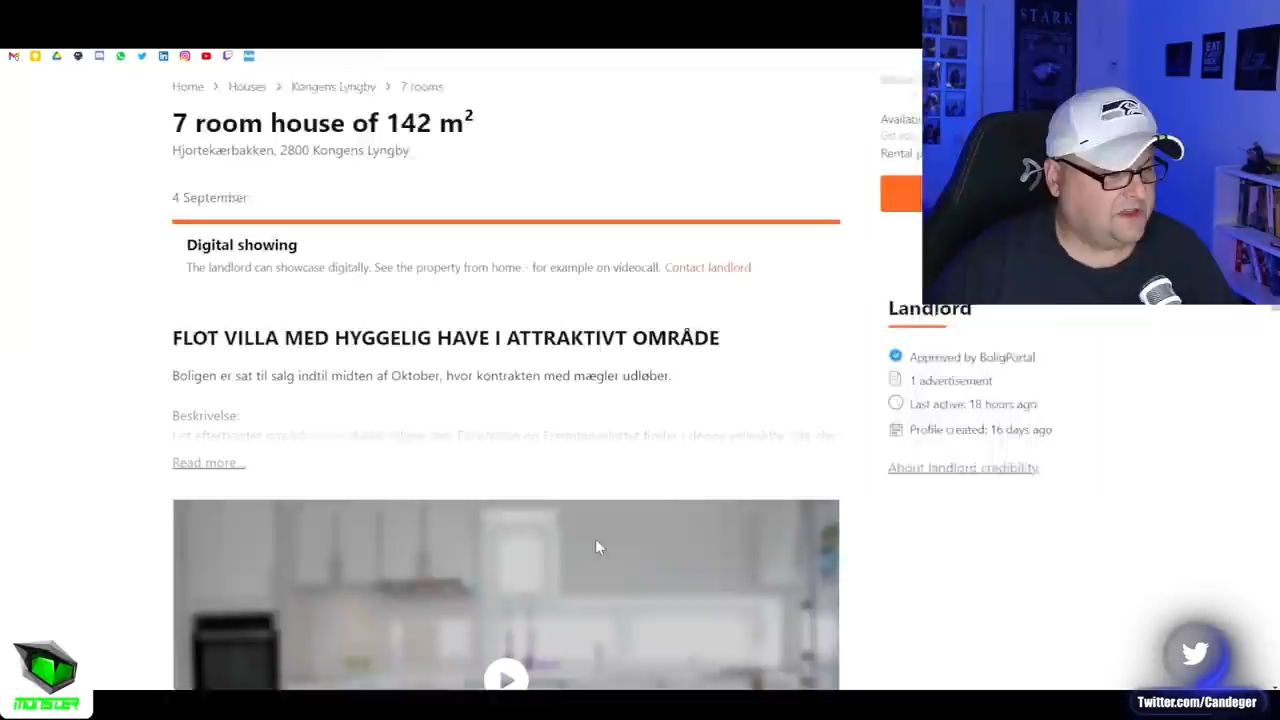 STARK
EAT
Home > Houses > Kongens Lyngby > 7 rooms
7 room house of 142 m²
Hjortekærbakken, 2800 Kongens Lyngby
4 September
Digital showing
The landlord can showcase digitally. See the property from home - for example on videocall. Contact landlord
FLOT VILLA MED HYGGELIG HAVE I ATTRAKTIVT OMRÅDE
Boligen er sat til salg indtil midten af Oktober, hvor kontrakten med mægler udløber.
Beskrivelse:
Read more...
Rental
Landlord
Approved by BoligPortal
1 advertisement
Last active: 18 hours ago
Profile created: 16 days ago
About landlord credibility
MONSTER
Twitter.com/Candeger